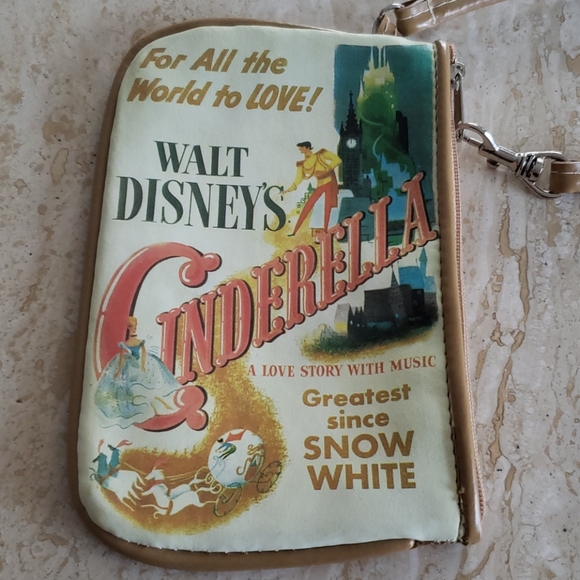 For All the
World to LOVE!
WALT
DISNEY'S
CINDERELLA
A LOVE STORY WITH MUSIC
Greatest
since
SNOW
WHITE